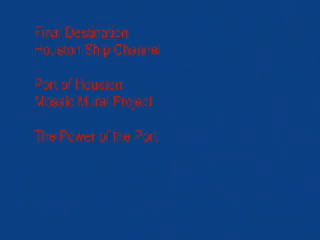 Final Destination
Houston Ship Channel
Port of Houston
Mosaic Mural Project
The Power of the Port